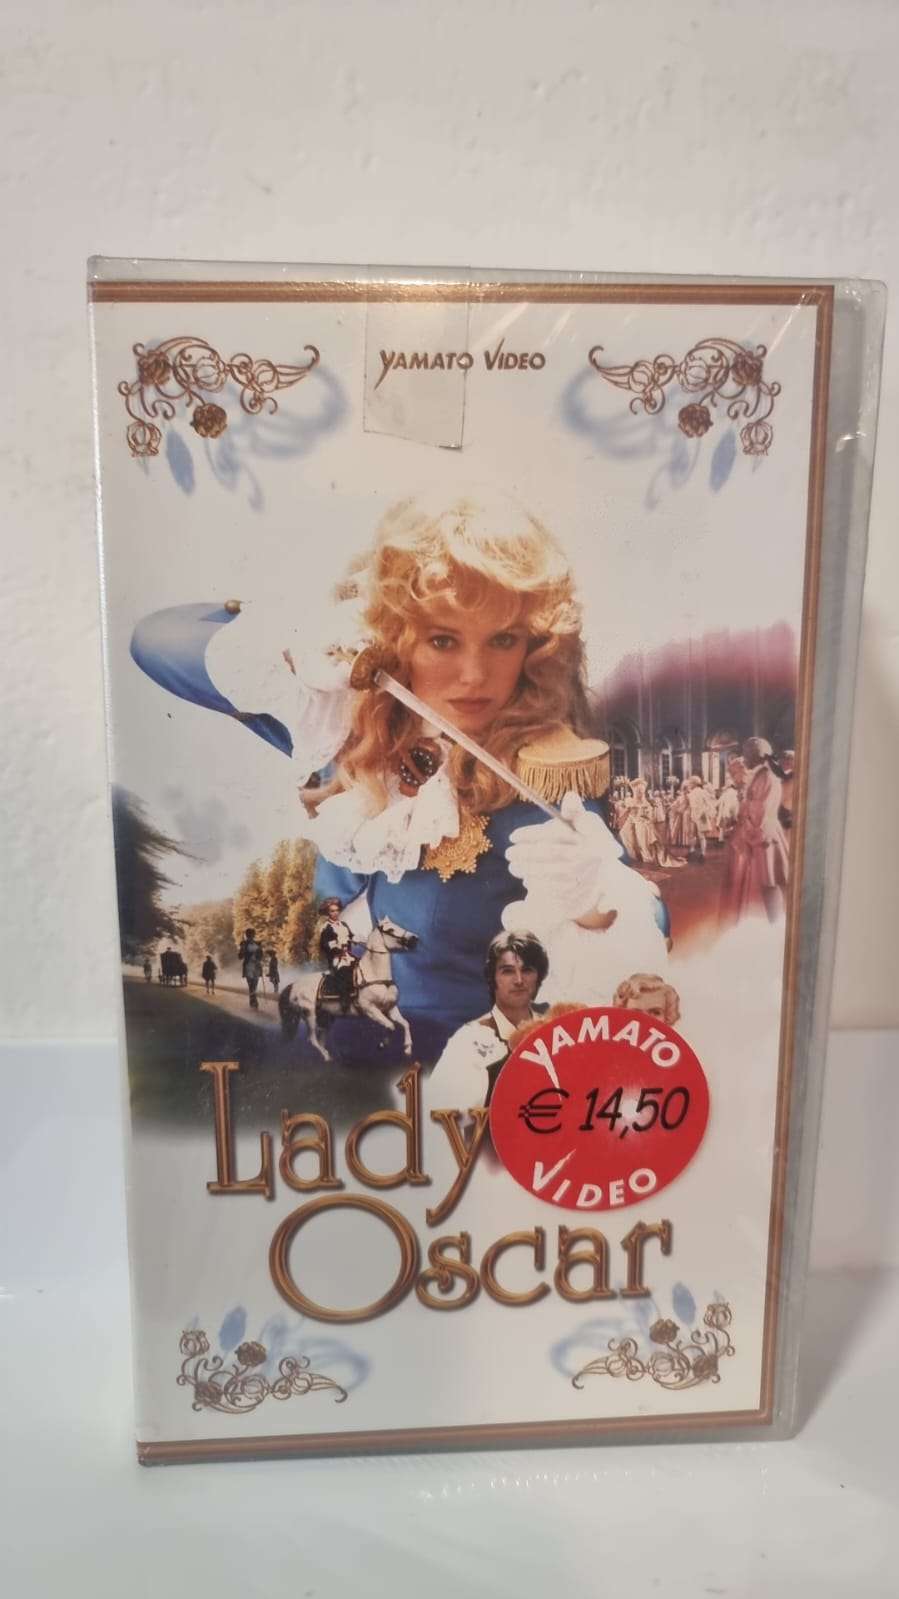 YAMATO VIDEO
Lady
Oscar
YAMATO
€ 14,50
VIDEO